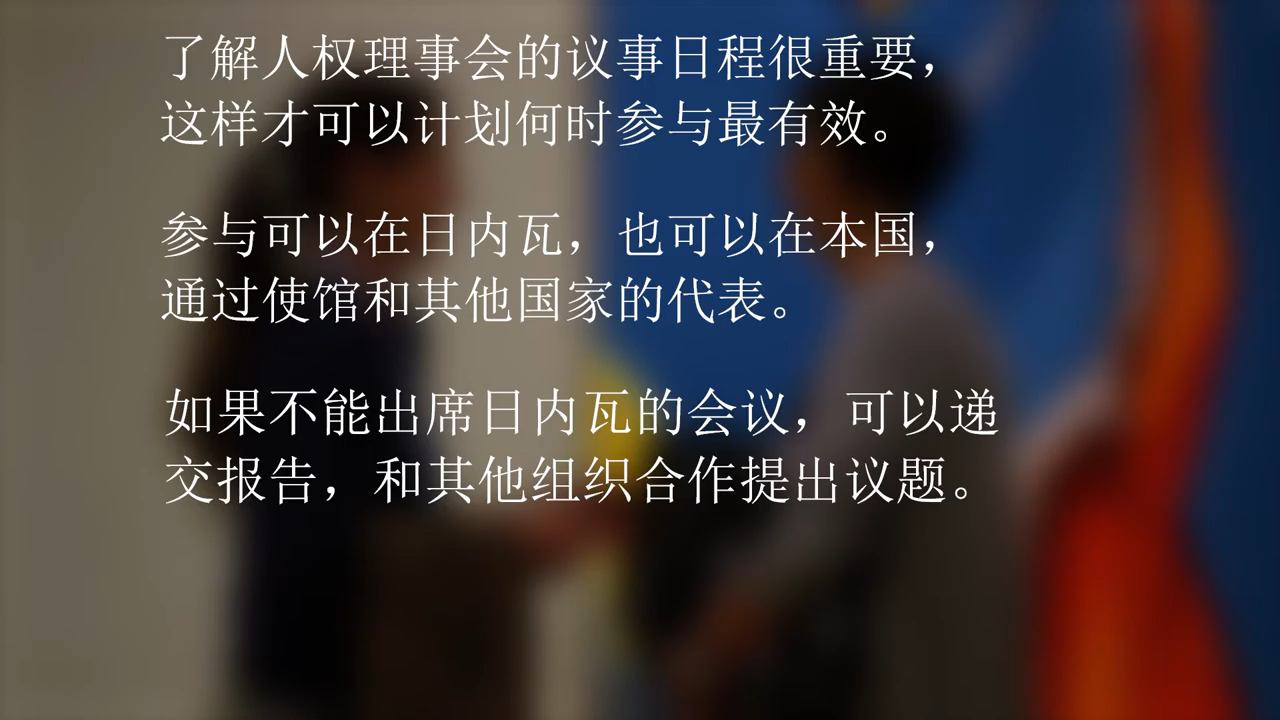 了解人权理事会的议事日程很重要，
这样才可以计划何时参与最有效。
参与可以在日内瓦，也可以在本国，
通过使馆和其他国家的代表。
如果不能出席日内瓦的会议，可以递
交报告，和其他组织合作提出议题。